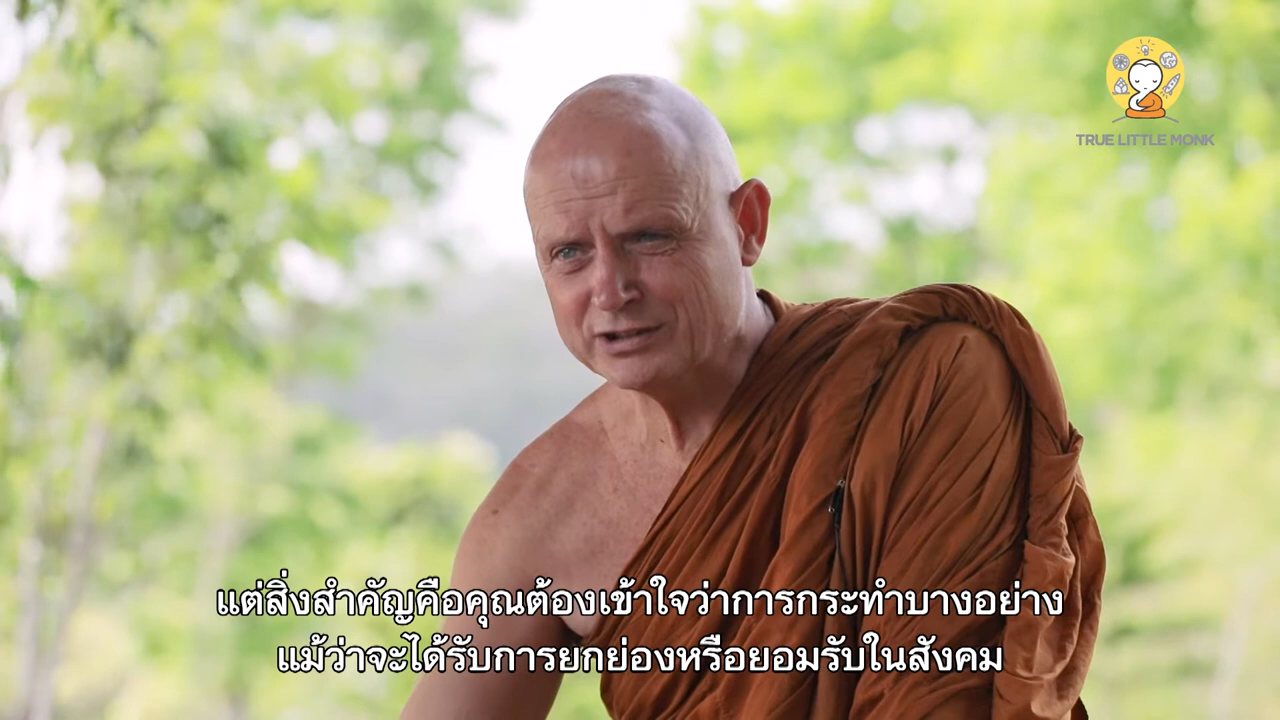 TRUE LITTLE MONK
แต่สิ่งสำคัญคือคุณต้องเข้าใจว่าการกระทำบางอย่าง
แม้ว่าจะได้รับการยกย่องหรือยอมรับในสังคม